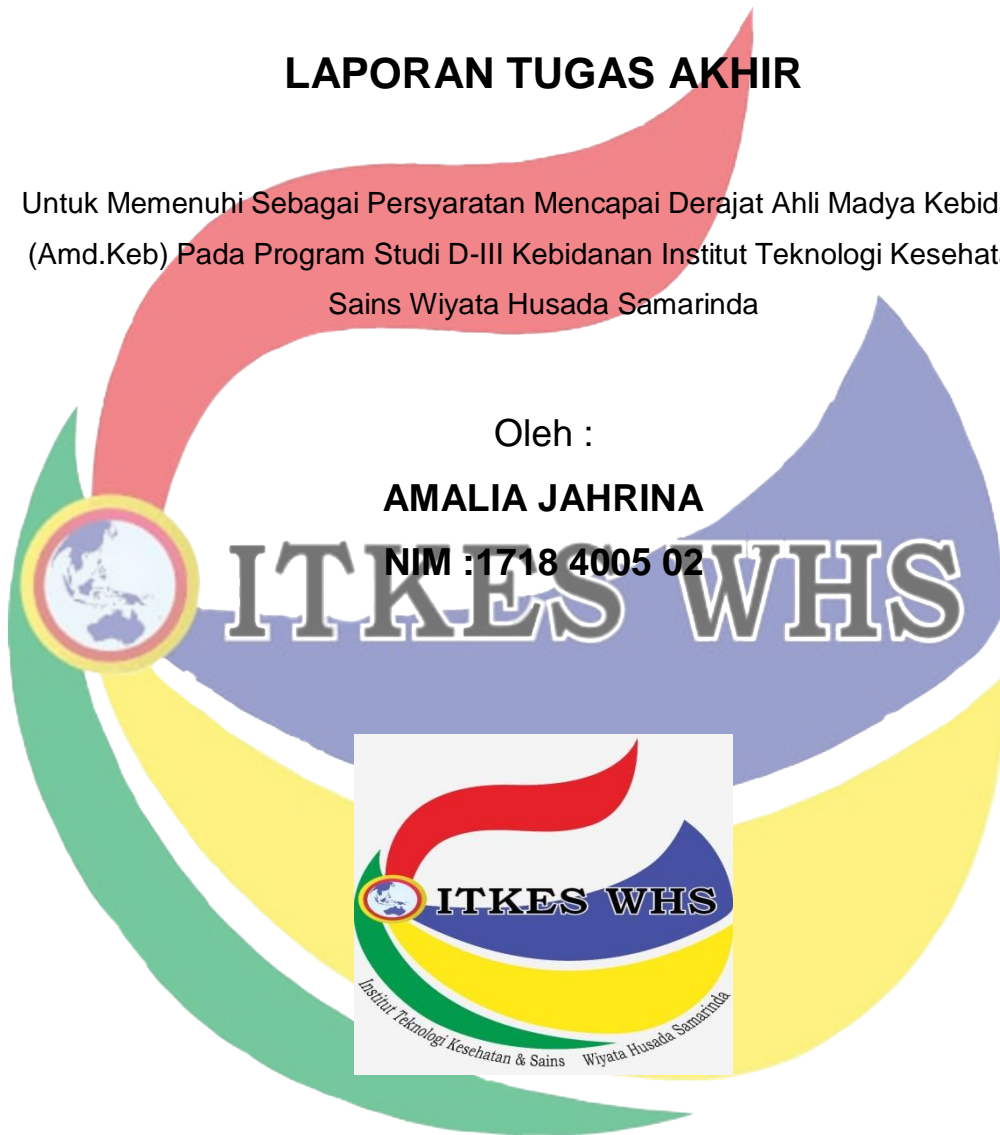 LAPORAN TUGAS AKHIR
Untuk Memenuhi Sebagai Persyaratan Mencapai Derajat Ahli Madya Kebid
(Amd.Keb) Pada Program Studi D-III Kebidanan Institut Teknologi Kesehat
Sains Wiyata Husada Samarinda
Oleh :
AMALIA JAHRINA
NIM :1718 4005 02
ITKES WHS
ITKES WHS
Institut Teknologi Kesehatan & Sains Wiyata Husada Samarinda